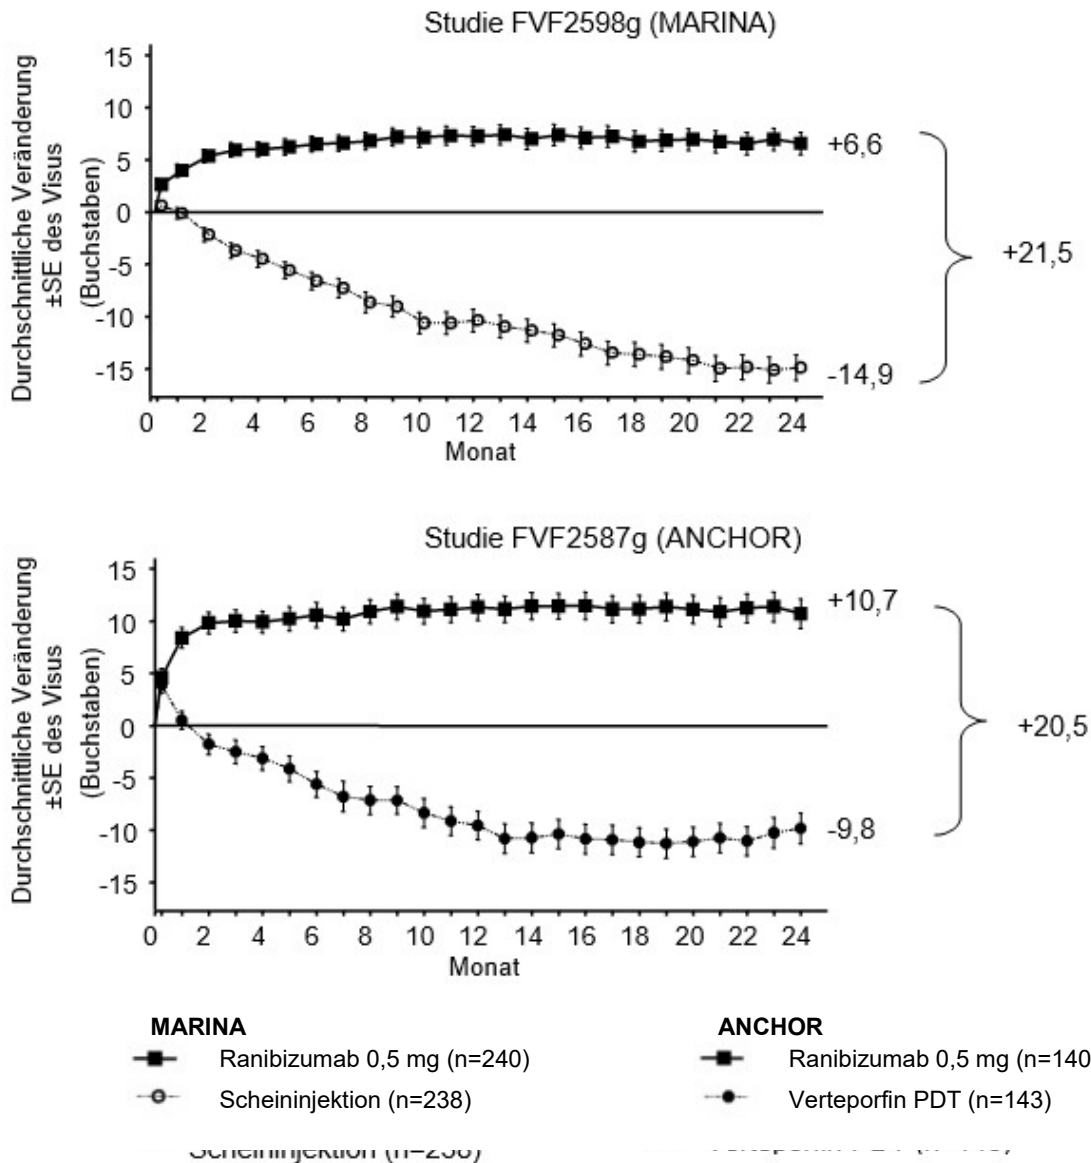 Studie FVF2598g (MARINA)
Durchschnittliche Veränderung
±SE des Visus
(Buchstaben)
15
10
5
0
-5
-10
-15
+6,6
+21,5
-14,9
0 2 4 6 8 10 12 14 16 18 20 22 24
Monat
Studie FVF2587g (ANCHOR)
Durchschnittliche Veränderung
±SE des Visus
(Buchstaben)
15
10
5
0
-5
-10
-15
+10,7
+20,5
-9,8
0 2 4 6 8 10 12 14 16 18 20 22 24
Monat
MARINA
Ranibizumab 0,5 mg (n=240)
Scheininjektion (n=238)
ANCHOR
Ranibizumab 0,5 mg (n=140
Verteporfin PDT (n=143)
Scheininjektion (n=238)